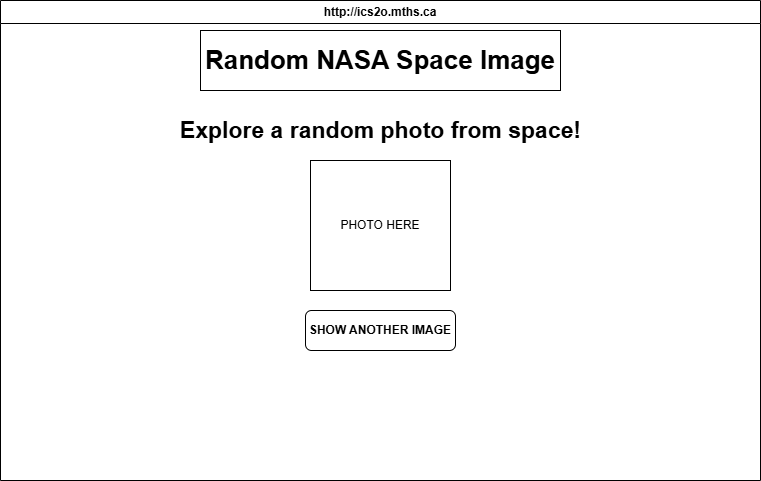 http://ics2o.mths.ca
Random NASA Space Image
Explore a random photo from space!
PHOTO HERE
SHOW ANOTHER IMAGE